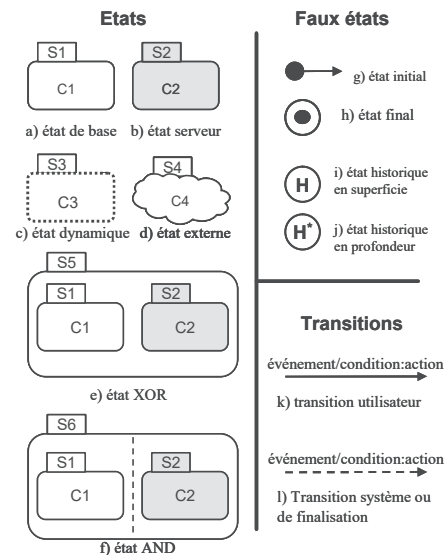 Etats
S1
C1
a) état de base
S2
C2
b) état serveur
S3
C3
c) état dynamique
S4
C4
d) état externe
S5
S1
C1
S2
C2
e) état XOR
S6
S1
C1
S2
C2
f) état AND
Faux états
g) état initial
h) état final
H
i) état historique
en superficie
H*
j) état historique
en profondeur
Transitions
événement/condition:action
k) transition utilisateur
événement/condition:action
l) Transition système ou
de finalisation